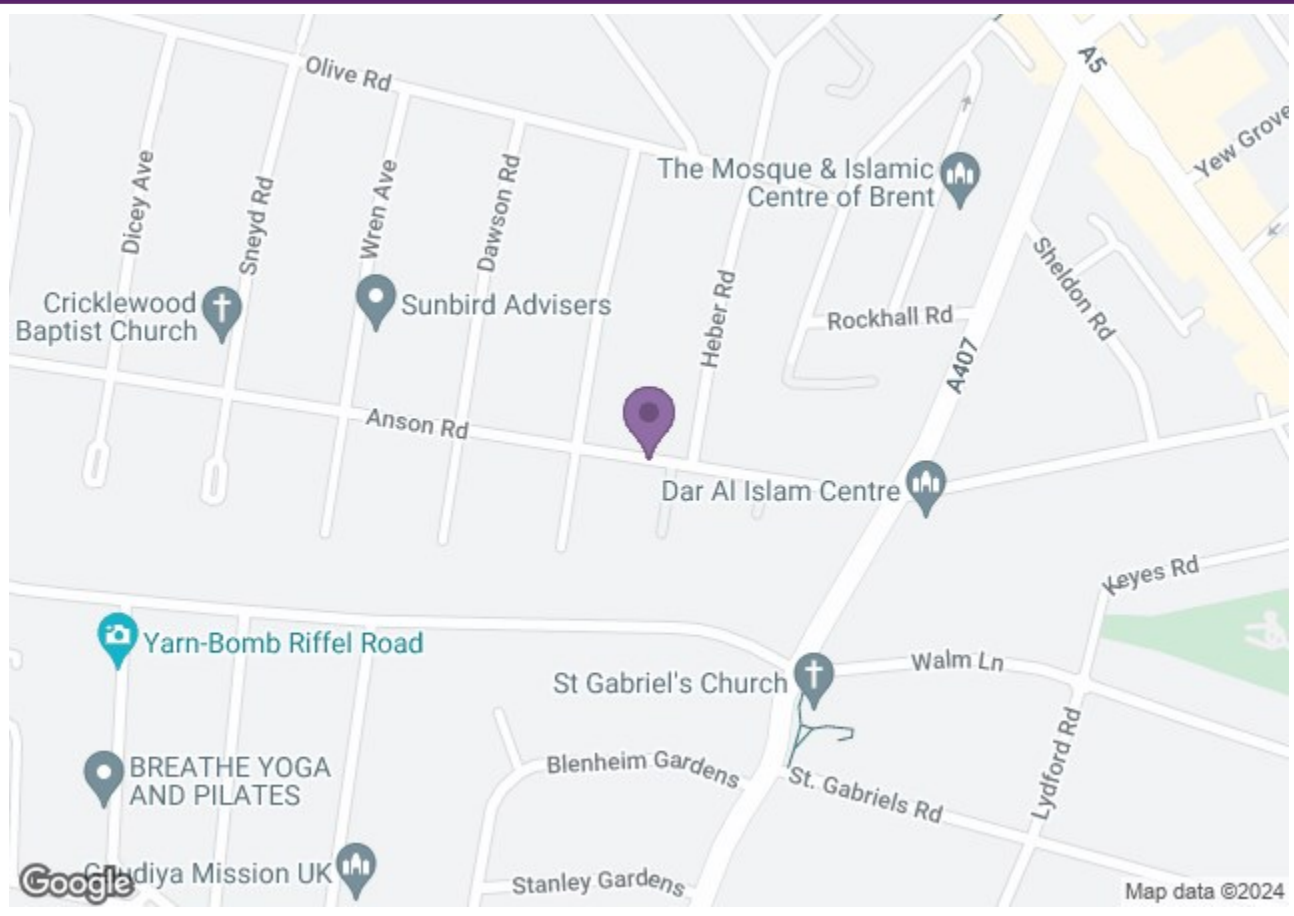 Olive Rd
A5
Yew Grove
The Mosque & Islamic
Centre of Brent
Dicey Ave
Sneyd Rd
Wren Ave
Dawson Rd
Cricklewood
Baptist Church
Sunbird Advisers
Heber Rd
Rockhall Rd
Sheldon Rd
A407
Anson Rd
Dar Al Islam Centre
Keyes Rd
Yarn-Bomb Riffel Road
Walm Ln
St Gabriel's Church
Lydford Rd
BREATHE YOGA
AND PILATES
Blenheim Gardens
St. Gabriels Rd
Gaudiya Mission UK
Stanley Gardens
Google
Map data ©2024